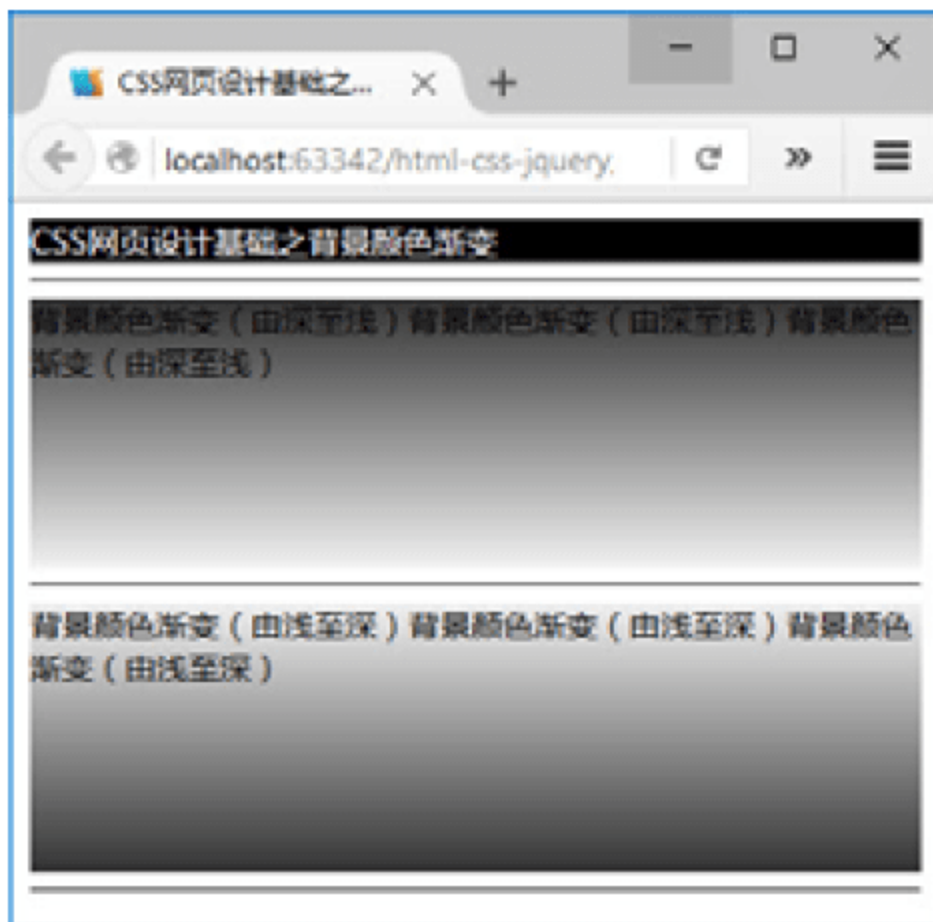 CSS网页设计基础之...
localhost:63342/html-css-jquery
CSS网页设计基础之背景颜色渐变
背景颜色渐变(由深至浅)背景颜色渐变(由深至浅)背景颜色
渐变(由深至浅)
背景颜色渐变(由浅至深)背景颜色渐变(由浅至深)背景颜色
渐变(由浅至深)